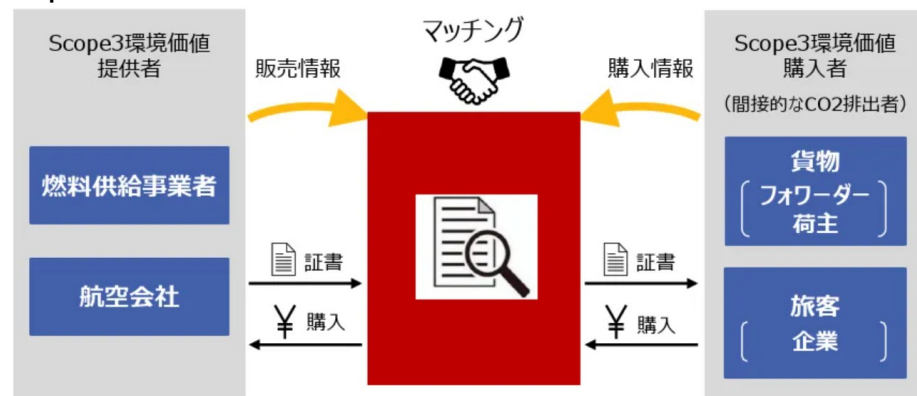 Scope3環境価値
提供者
燃料供給事業者
航空会社
販売情報
マッチング
購入情報
証書
¥ 購入
証書
¥ 購入
Scope3環境価値
購入者
（間接的なCO2排出者）
貨物
フォワーダー
荷主
旅客
企業